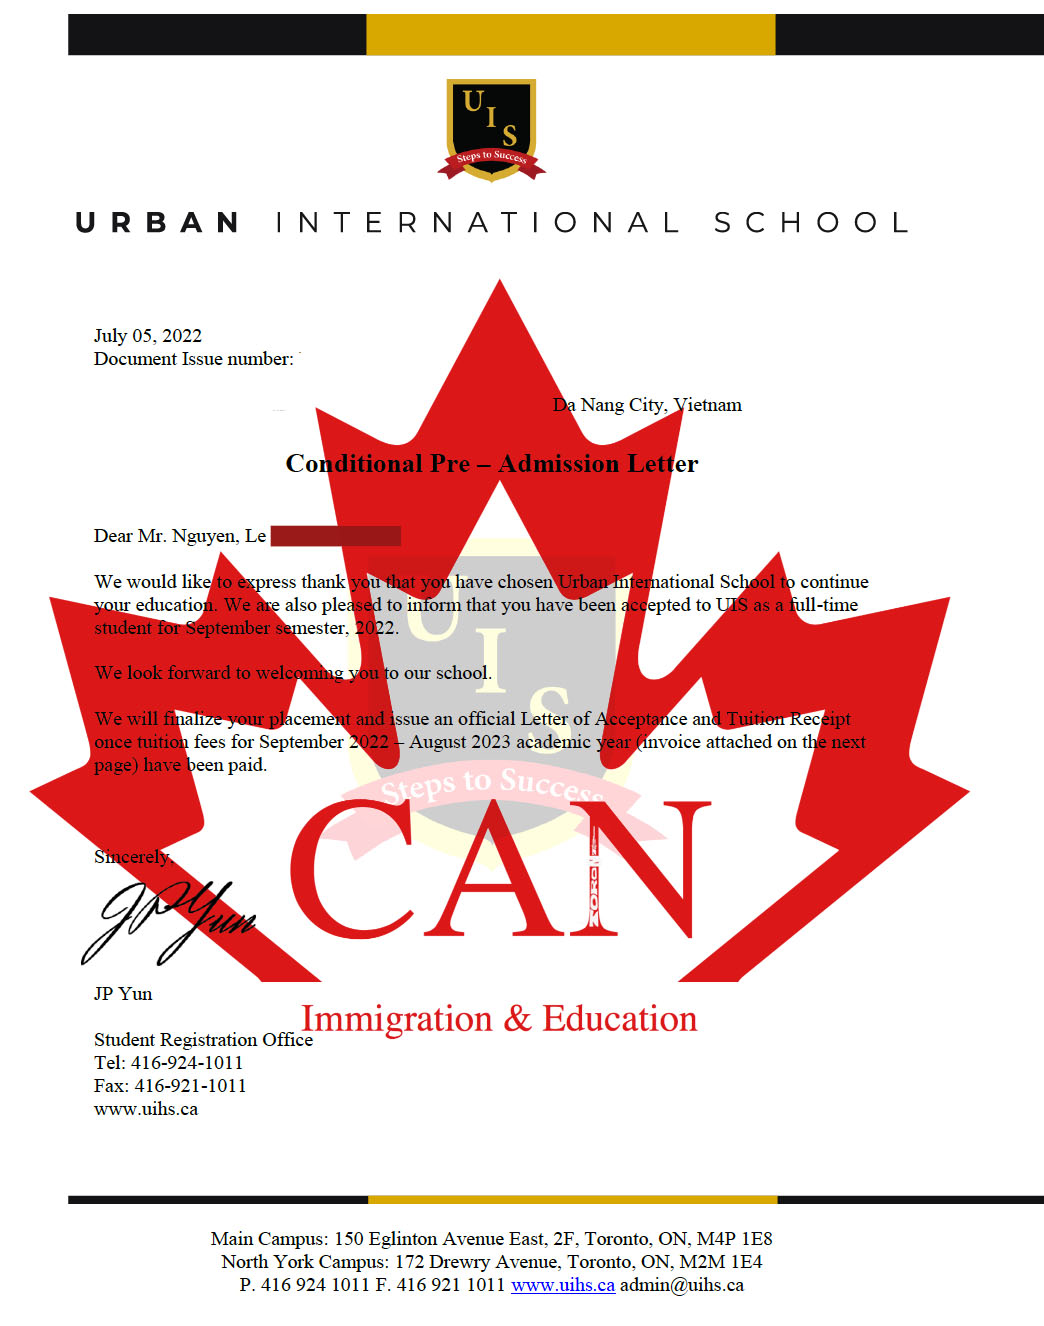 U I S
Steps to Success
URBAN INTERNATIONAL SCHOOL
July 05, 2022
Document Issue number:
Da Nang City, Vietnam
Conditional Pre – Admission Letter
Dear Mr. Nguyen, Le
We would like to express thank you that you have chosen Urban International School to continue
your education. We are also pleased to inform that you have been accepted to UIS as a full-time
student for September semester, 2022.
We look forward to welcoming you to our school.
We will finalize your placement and issue an official Letter of Acceptance and Tuition Receipt
once tuition fees for September 2022 – August 2023 academic year (invoice attached on the next
page) have been paid.
U I S
Steps to Success
CAN
Sincerely,
JP Yun
JP Yun
Immigration & Education
Student Registration Office
Tel: 416-924-1011
Fax: 416-921-1011
www.uihs.ca
Main Campus: 150 Eglinton Avenue East, 2F, Toronto, ON, M4P 1E8
North York Campus: 172 Drewry Avenue, Toronto, ON, M2M 1E4
P. 416 924 1011 F. 416 921 1011 www.uihs.ca admin@uihs.ca